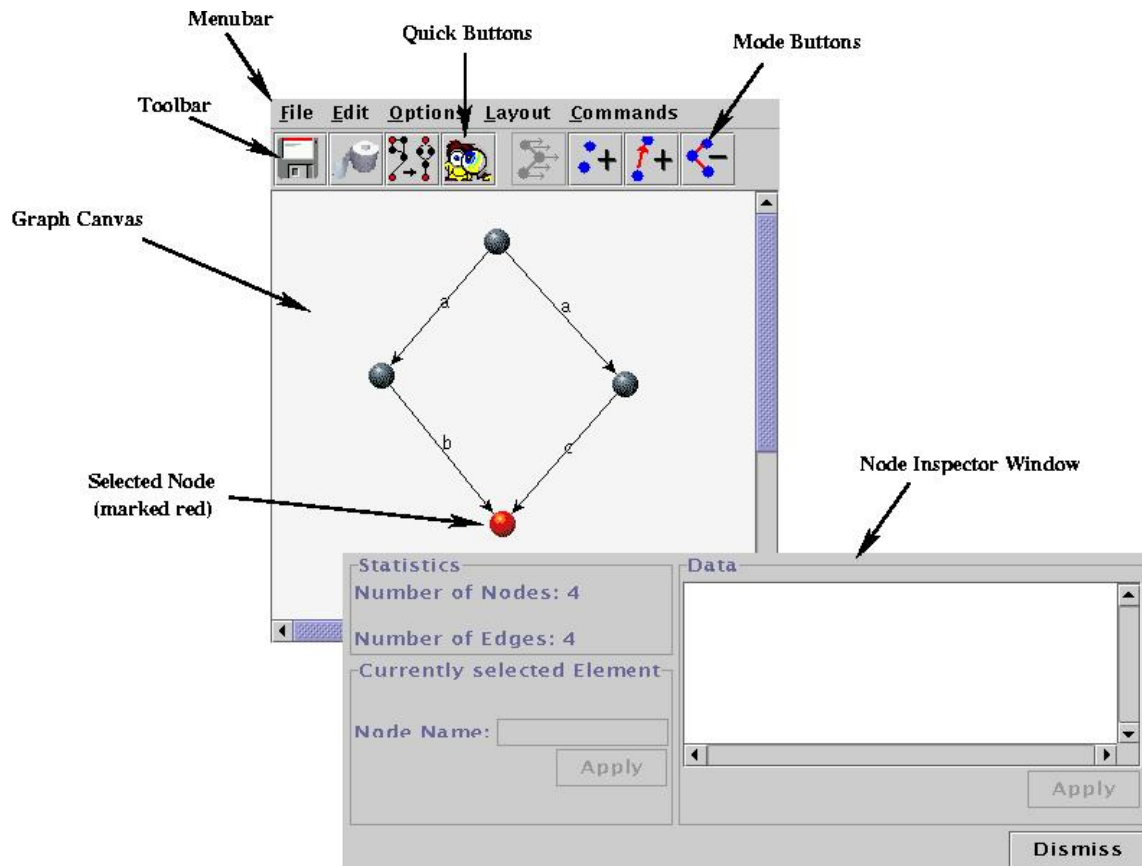 Menubar
Quick Buttons
Mode Buttons
Toolbar
File Edit Options Layout Commands
Graph Canvas
a
a
b
c
Selected Node
(marked red)
Node Inspector Window
Statistics
Number of Nodes: 4
Number of Edges: 4
Currently selected Element
Node Name:
Apply
Data
Apply
Dismiss